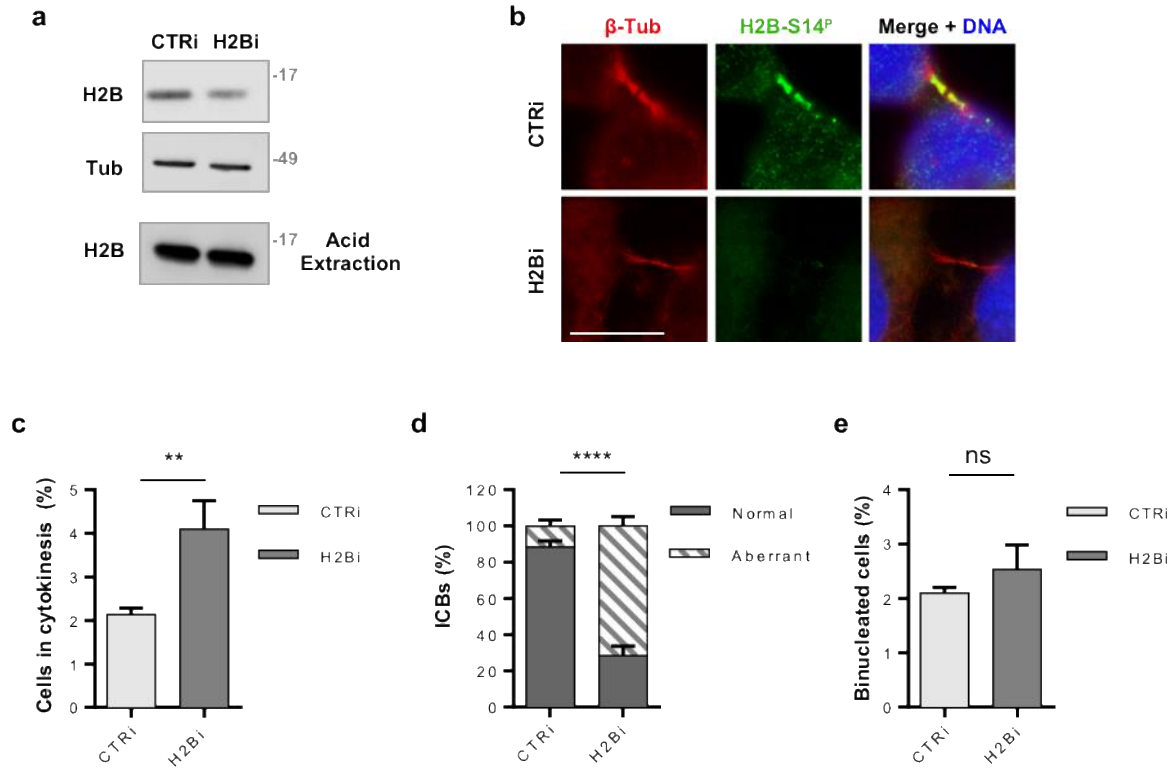 a
CTRi H2Bi
H2B
-17
Tub
-49
H2B
-17
Acid
Extraction
b
β-Tub
H2B-S14ᴾ
Merge + DNA
CTRi
H2Bi
c
**
Cells in cytokinesis (%)
5
4
3
2
1
0
CTRi
H2Bi
CTRi
H2Bi
d
****
ICBs (%)
120
100
80
60
40
20
0
CTRi
H2Bi
Normal
Aberrant
e
ns
Binucleated cells (%)
4
3
2
1
0
CTRi
H2Bi
CTRi
H2Bi